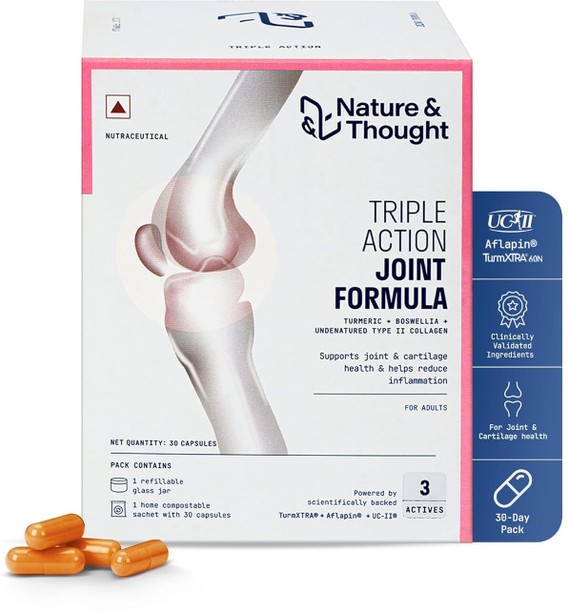 TRIPLE ACTION
NUTRACEUTICAL
Nature &
Thought
TRIPLE
ACTION
JOINT
FORMULA
TURMERIC + BOSWELLIA +
UNDENATURED TYPE II COLLAGEN
Supports joint & cartilage
health & helps reduce
inflammation
FOR ADULTS
NET QUANTITY: 30 CAPSULES
PACK CONTAINS
1 refillable
glass jar
1 home compostable
sachet with 30 capsules
Powered by
scientifically backed
TurmXTRA® + Aflapin® + UC-II®
3
ACTIVES
UC-II
Aflapin®
TurmXTRA® 60N
Clinically
Validated
Ingredients
For Joint &
Cartilage health
30-Day
Pack